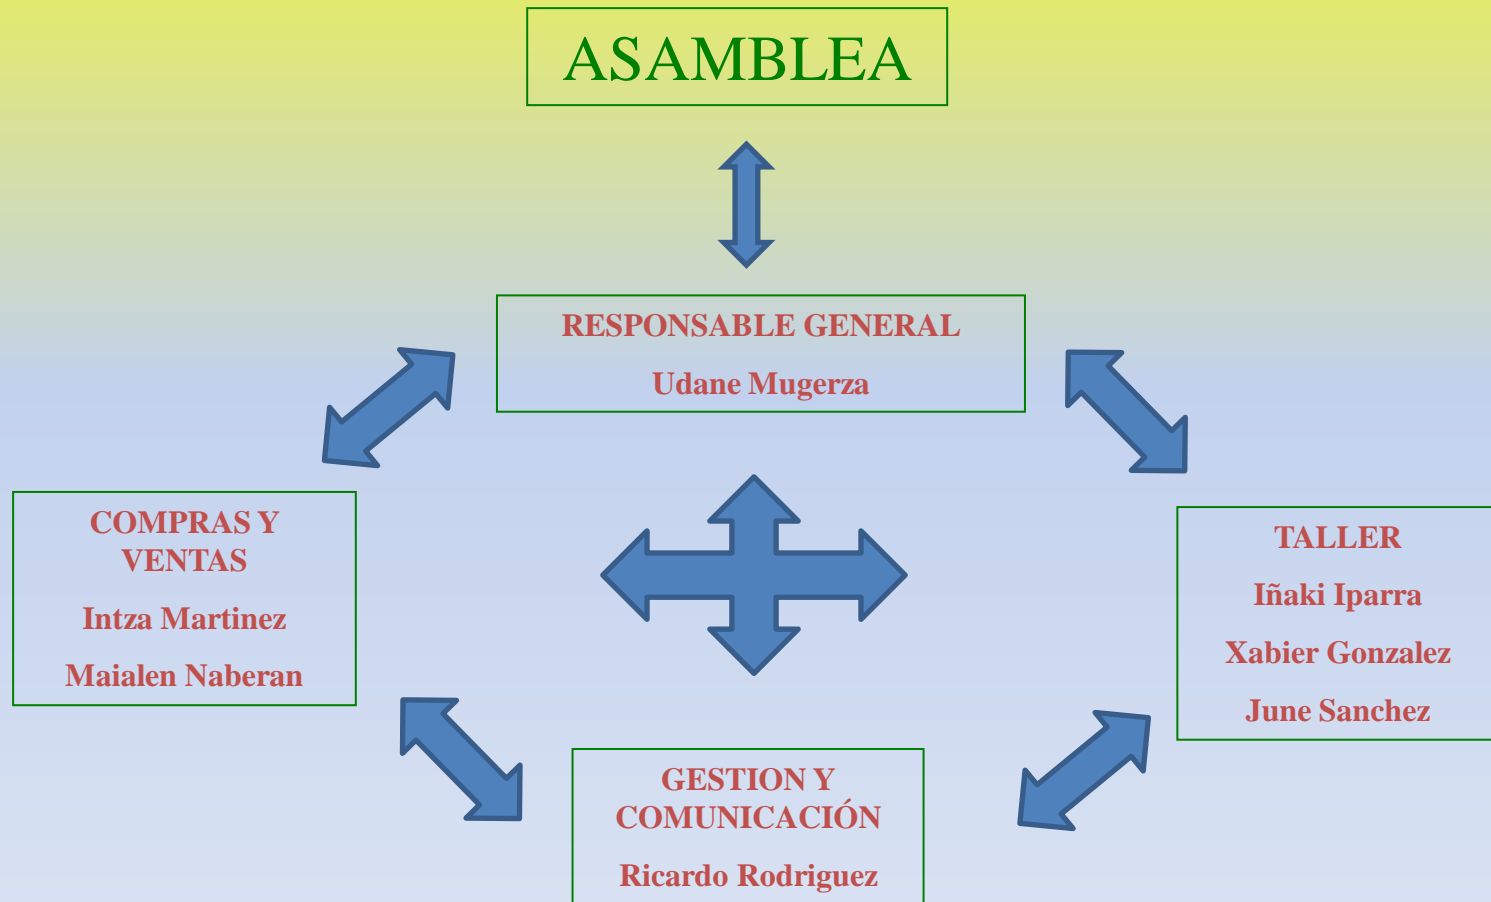 ASAMBLEA
RESPONSABLE GENERAL
Udane Mugerza
COMPRAS Y
VENTAS
Intza Martinez
Maialen Naberan
TALLER
Iñaki Iparra
Xabier Gonzalez
June Sanchez
GESTION Y
COMUNICACIÓN
Ricardo Rodriguez